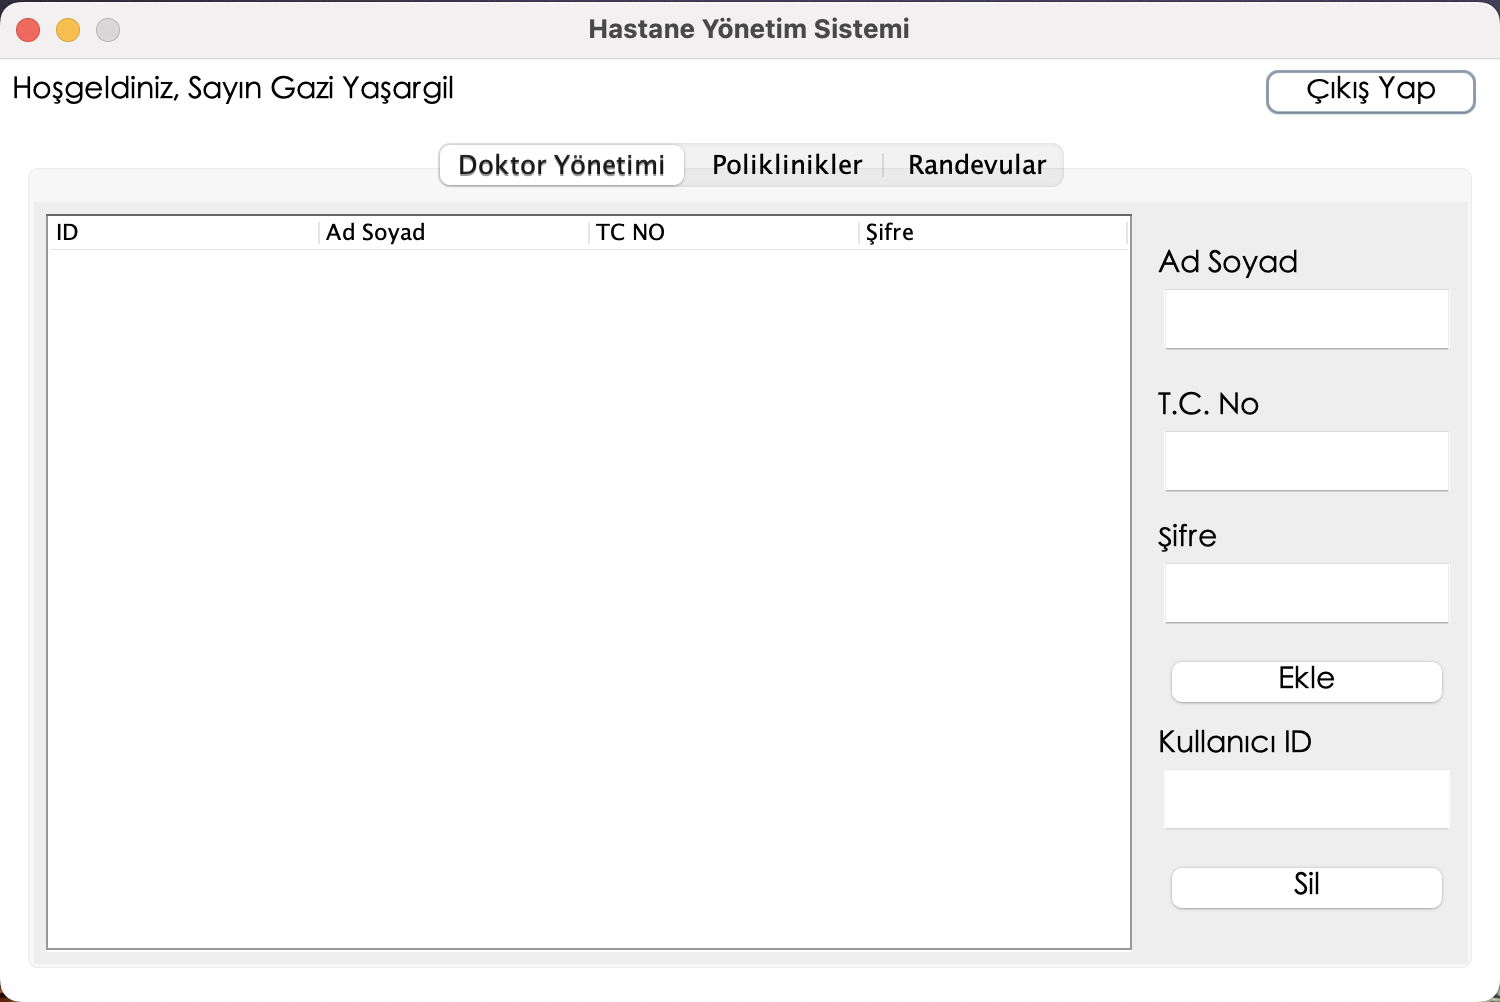 Hastane Yönetim Sistemi
Hoşgeldiniz, Sayın Gazi Yaşargil
Çıkış Yap
Doktor Yönetimi
Poliklinikler
Randevular
ID
Ad Soyad
TC NO
Şifre
Ad Soyad
T.C. No
Şifre
Ekle
Kullanıcı ID
Sil